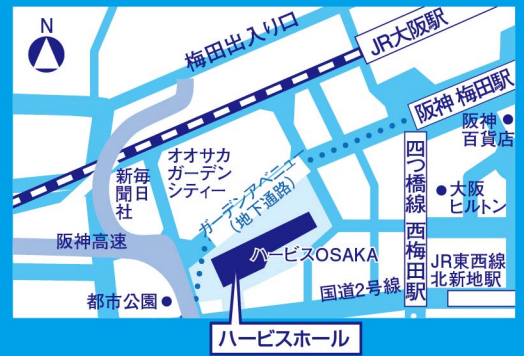 N
梅田出入り口
JR大阪駅
阪神 梅田駅
阪神
百貨店
オオサカ
ガーデン
シティー
毎日
新聞社
ガーデンアベニュー
(地下通路)
四つ橋線 西梅田駅
大阪
ヒルトン
阪神高速
ハービスOSAKA
JR東西線
北新地駅
国道2号線
都市公園
ハービスホール